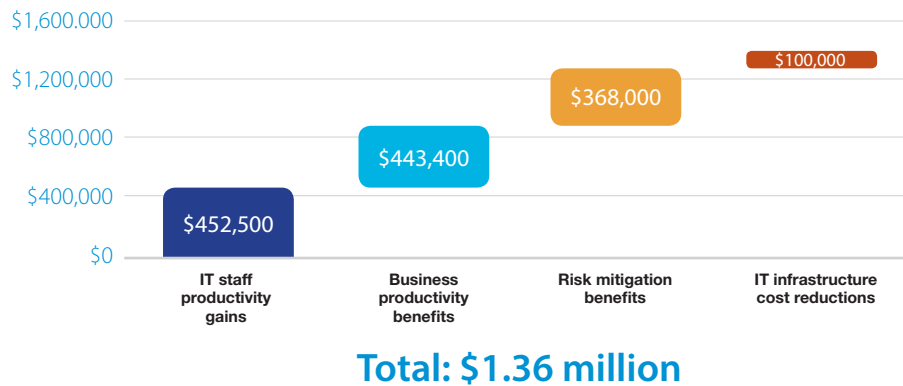 $1,600.000
$1,200,000
$800,000
$400,000
$0
$452,500
$443,400
$368,000
$100,000
IT staff
productivity
gains
Business
productivity
benefits
Risk mitigation
benefits
IT infrastructure
cost reductions
Total: $1.36 million